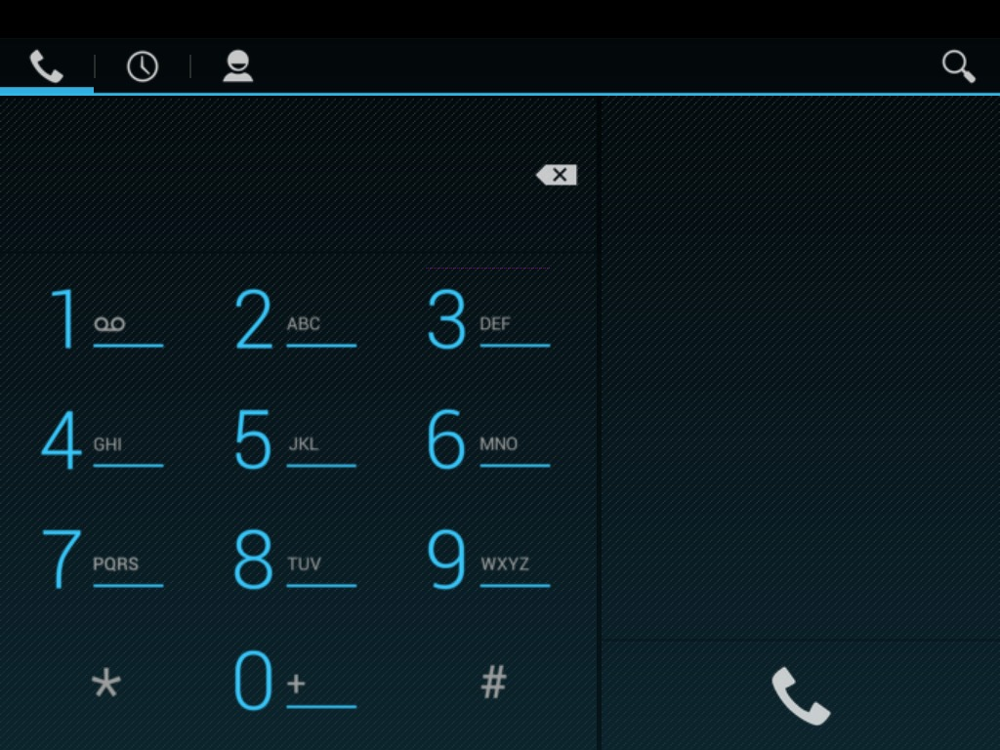 1 2 ABC 3 DEF
4 GHI 5 JKL 6 MNO
7 PQRS 8 TUV 9 WXYZ
* 0 + #